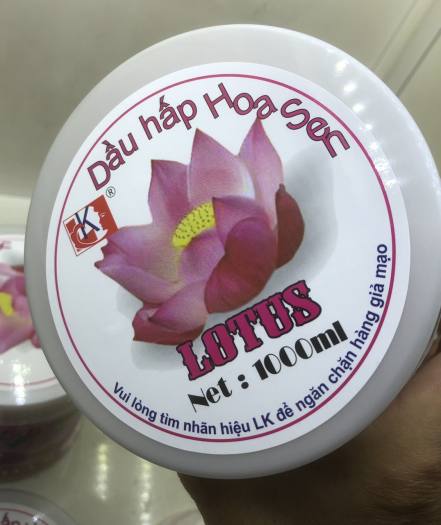 Dầu hấp Hoa Sen
LK
®
LOTUS
Net : 1000ml
Vui lòng tìm nhãn hiệu LK để ngăn chặn hàng giả mạo